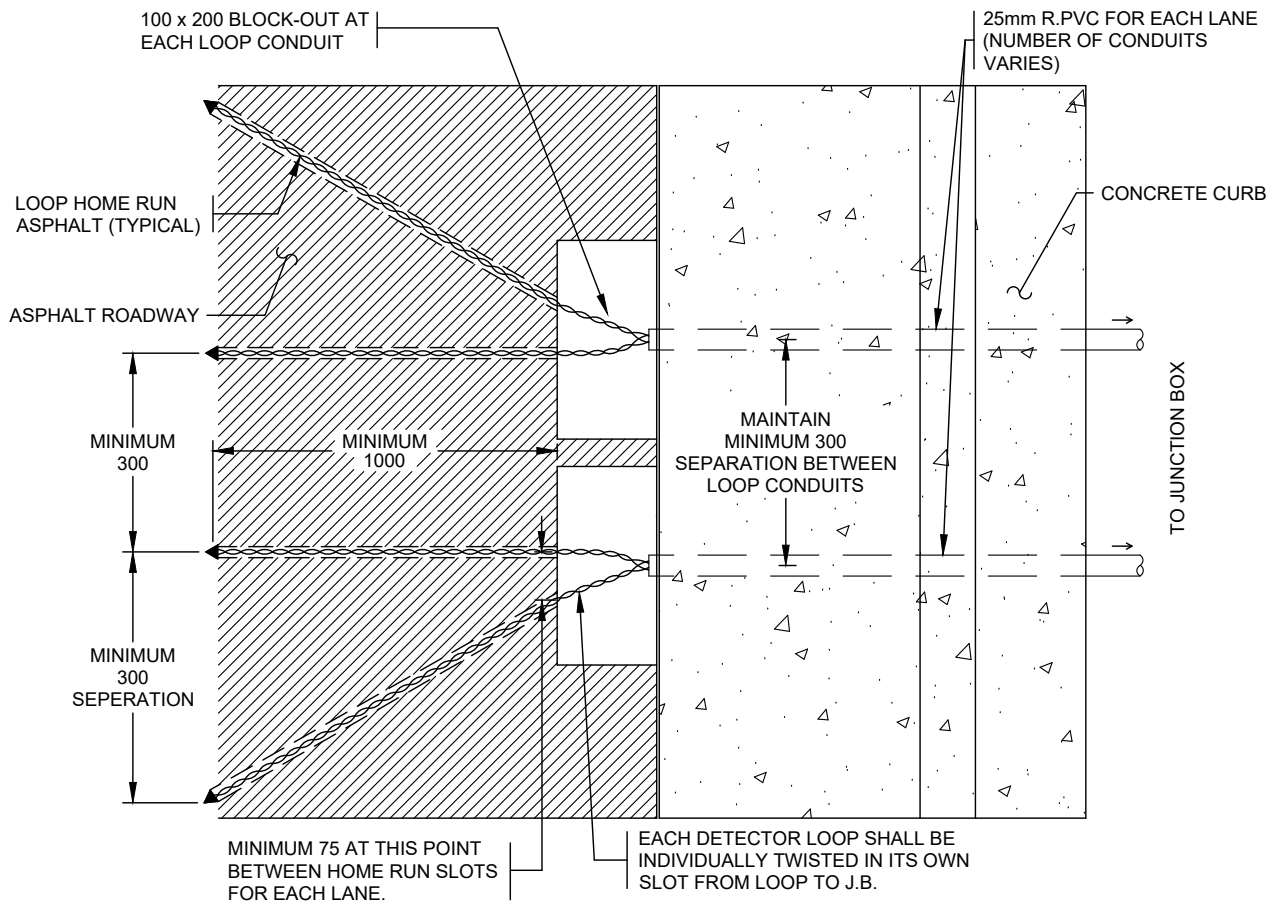 100 x 200 BLOCK-OUT AT
EACH LOOP CONDUIT
25mm R.PVC FOR EACH LANE
(NUMBER OF CONDUITS
VARIES)
LOOP HOME RUN
ASPHALT (TYPICAL)
CONCRETE CURB
ASPHALT ROADWAY
MINIMUM
300
MINIMUM
1000
MAINTAIN
MINIMUM 300
SEPARATION BETWEEN
LOOP CONDUITS
TO JUNCTION BOX
MINIMUM
300
SEPERATION
MINIMUM 75 AT THIS POINT
BETWEEN HOME RUN SLOTS
FOR EACH LANE.
EACH DETECTOR LOOP SHALL BE
INDIVIDUALLY TWISTED IN ITS OWN
SLOT FROM LOOP TO J.B.